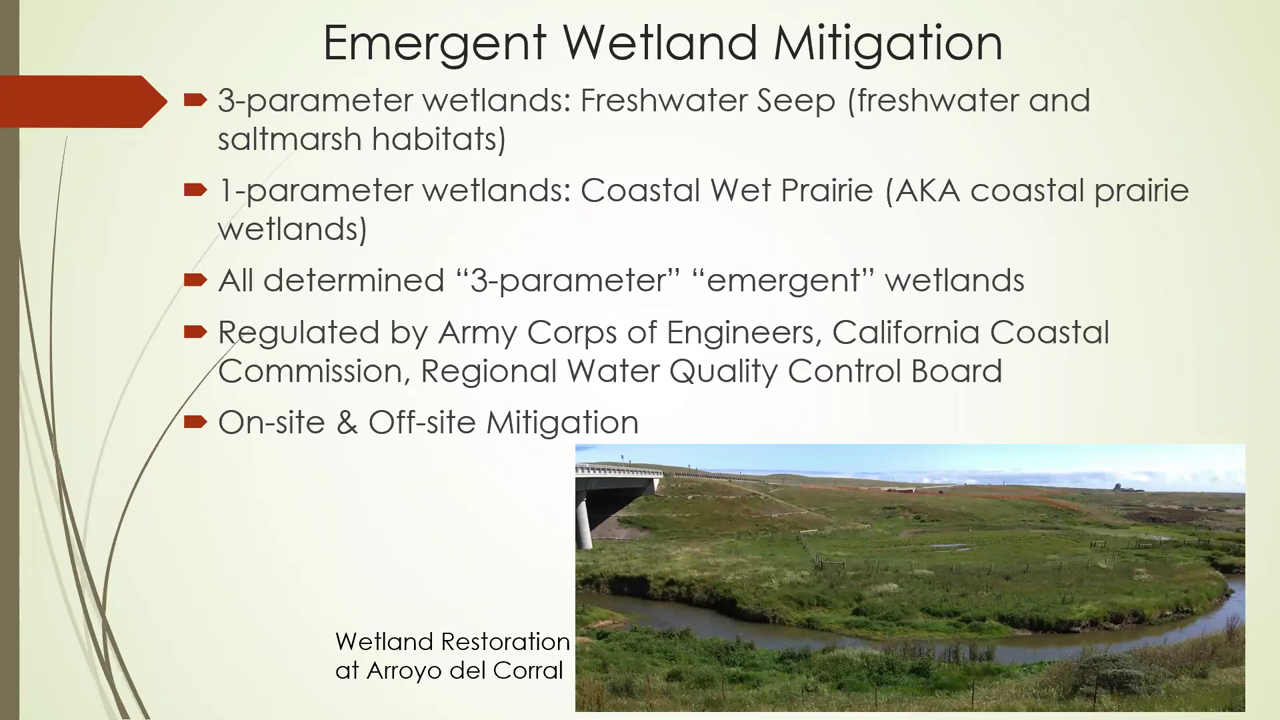 Emergent Wetland Mitigation
3-parameter wetlands: Freshwater Seep (freshwater and
saltmarsh habitats)
1-parameter wetlands: Coastal Wet Prairie (AKA coastal prairie
wetlands)
All determined “3-parameter” “emergent” wetlands
Regulated by Army Corps of Engineers, California Coastal
Commission, Regional Water Quality Control Board
On-site & Off-site Mitigation
Wetland Restoration
at Arroyo del Corral